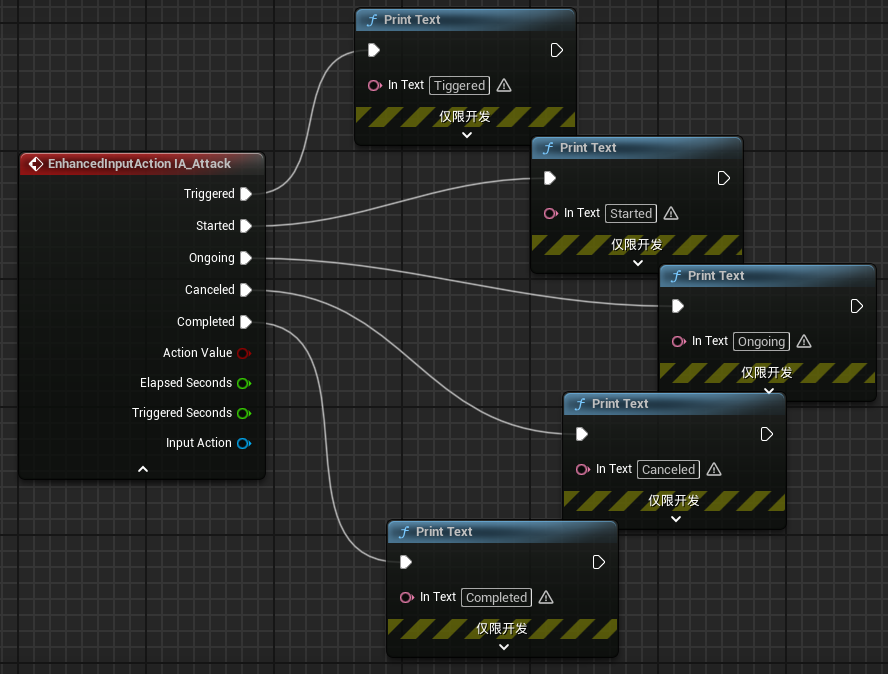 Print Text
In Text Tiggered
仅限开发
Print Text
In Text Started
仅限开发
EnhancedInputAction IA_Attack
Triggered
Started
Ongoing
Canceled
Completed
Action Value
Elapsed Seconds
Triggered Seconds
Input Action
Print Text
In Text Ongoing
仅限开发
Print Text
In Text Canceled
仅限开发
Print Text
In Text Completed
仅限开发